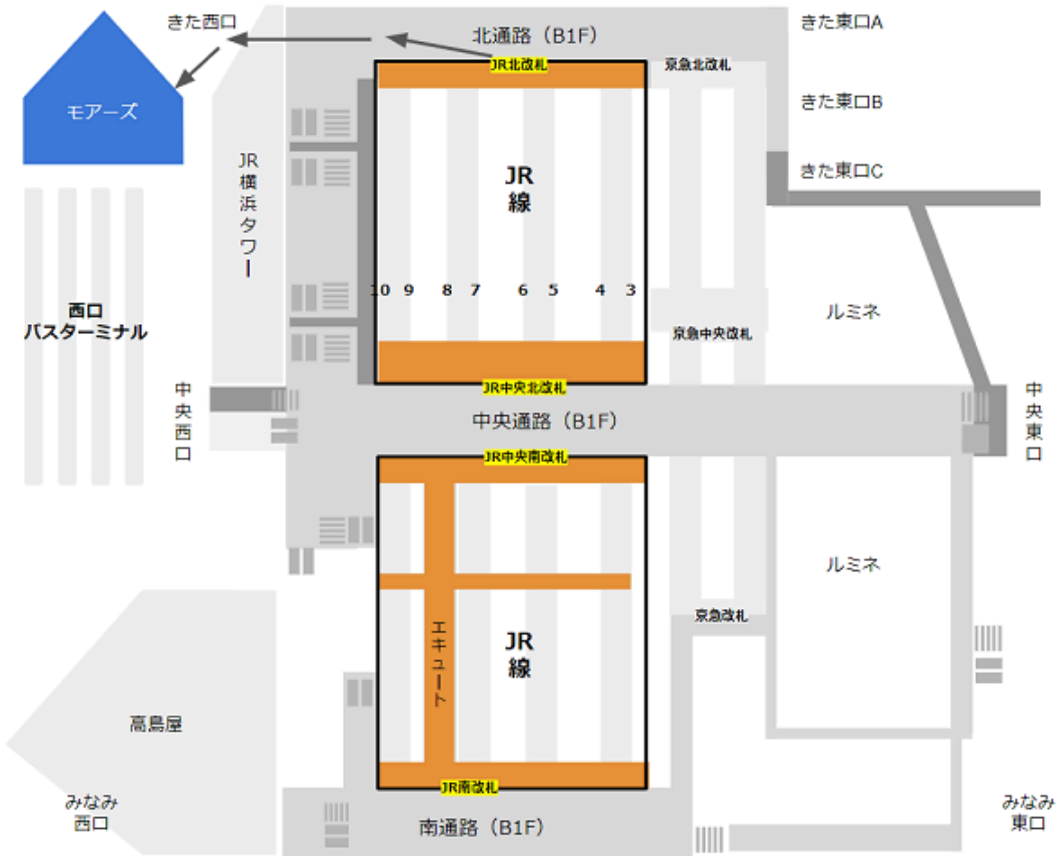 きた西口
北通路（B1F）
きた東口A
JR北改札
京急北改札
モアーズ
きた東口B
JR横浜タワー
きた東口C
JR
線
10 9 8 7 6 5 4 3
西口
バスターミナル
ルミネ
京急中央改札
中央西口
JR中央北改札
中央通路（B1F）
中央東口
JR中央南改札
ルミネ
京急改札
エキュート
JR
線
高島屋
JR南改札
みなみ
西口
南通路（B1F）
みなみ
東口